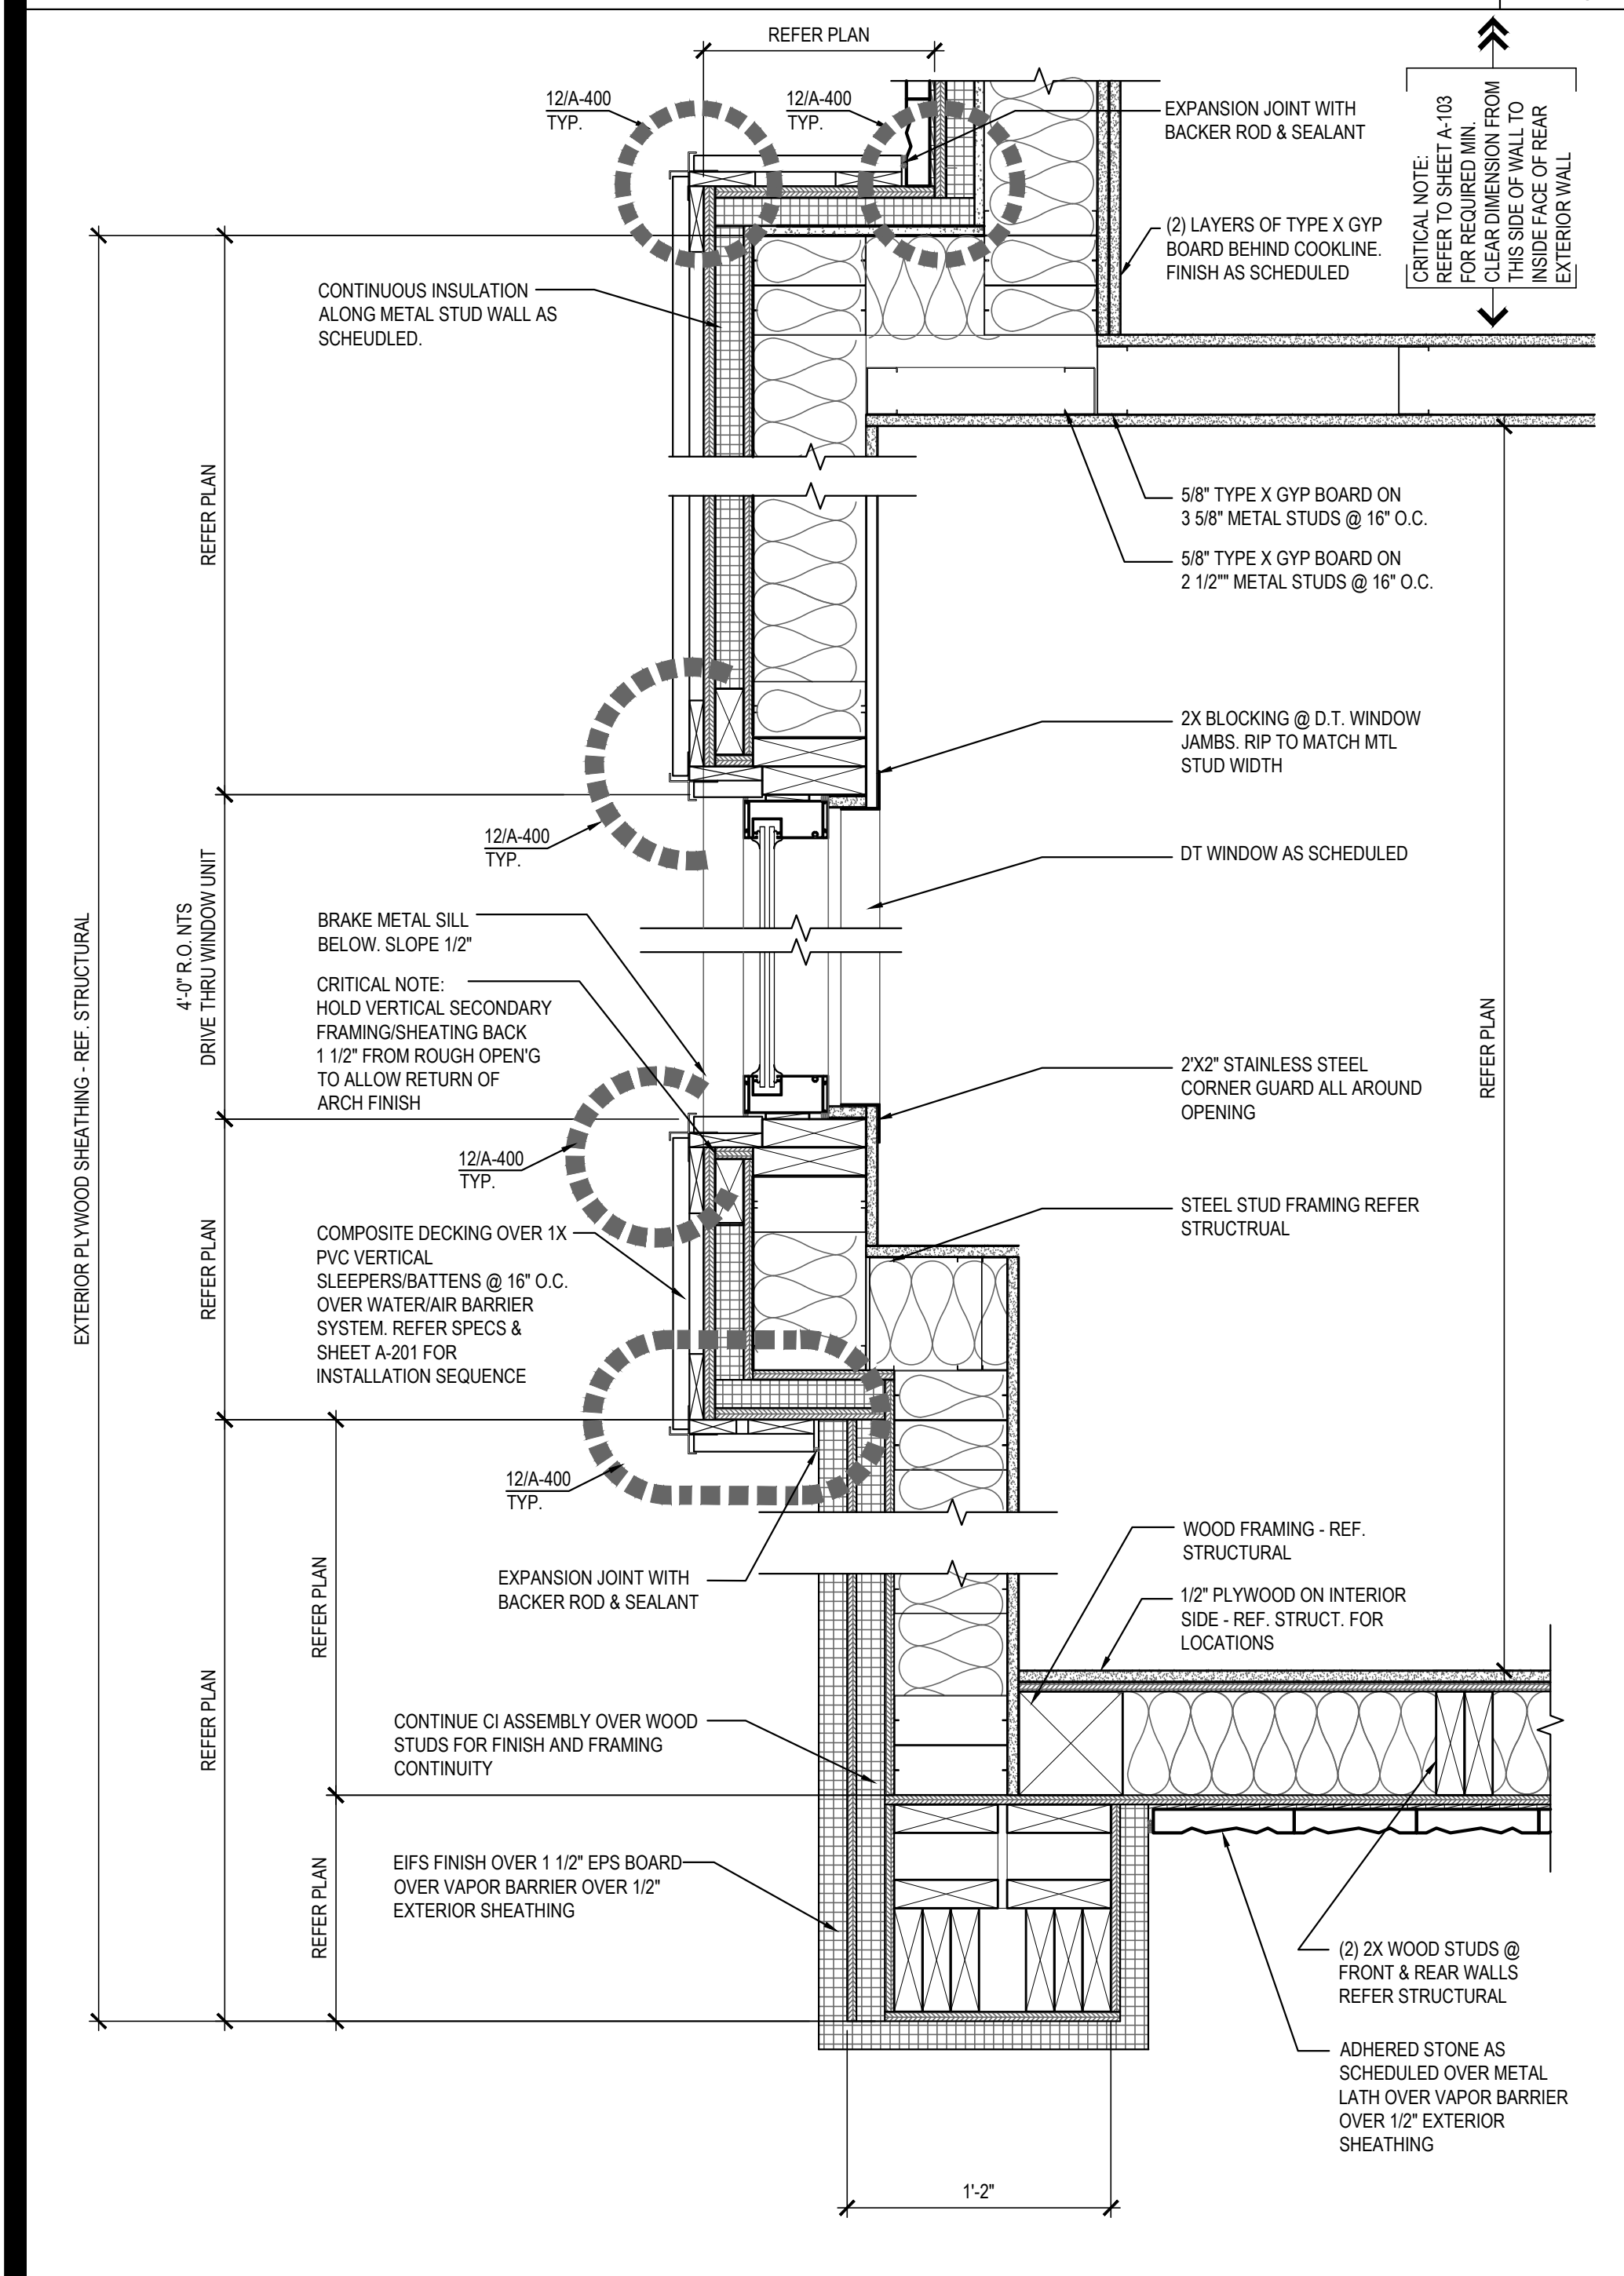 REFER PLAN
12/A-400
TYP.
12/A-400
TYP.
EXPANSION JOINT WITH
BACKER ROD & SEALANT
CRITICAL NOTE:
REFER TO SHEET A-103
FOR REQUIRED MIN.
CLEAR DIMENSION FROM
THIS SIDE OF WALL TO
INSIDE FACE OF REAR
EXTERIOR WALL
(2) LAYERS OF TYPE X GYP
BOARD BEHIND COOKLINE.
FINISH AS SCHEDULED
CONTINUOUS INSULATION
ALONG METAL STUD WALL AS
SCHEUDLED.
REFER PLAN
5/8" TYPE X GYP BOARD ON
3 5/8" METAL STUDS @ 16" O.C.
5/8" TYPE X GYP BOARD ON
2 1/2"" METAL STUDS @ 16" O.C.
2X BLOCKING @ D.T. WINDOW
JAMBS. RIP TO MATCH MTL
STUD WIDTH
12/A-400
TYP.
DT WINDOW AS SCHEDULED
EXTERIOR PLYWOOD SHEATHING - REF. STRUCTURAL
4'-0" R.O. NTS
DRIVE THRU WINDOW UNIT
BRAKE METAL SILL
BELOW. SLOPE 1/2"
CRITICAL NOTE:
HOLD VERTICAL SECONDARY
FRAMING/SHEATING BACK
1 1/2" FROM ROUGH OPEN'G
TO ALLOW RETURN OF
ARCH FINISH
REFER PLAN
2'X2" STAINLESS STEEL
CORNER GUARD ALL AROUND
OPENING
12/A-400
TYP.
STEEL STUD FRAMING REFER
STRUCTRUAL
REFER PLAN
COMPOSITE DECKING OVER 1X
PVC VERTICAL
SLEEPERS/BATTENS @ 16" O.C.
OVER WATER/AIR BARRIER
SYSTEM. REFER SPECS &
SHEET A-201 FOR
INSTALLATION SEQUENCE
12/A-400
TYP.
WOOD FRAMING - REF.
STRUCTURAL
EXPANSION JOINT WITH
BACKER ROD & SEALANT
1/2" PLYWOOD ON INTERIOR
SIDE - REF. STRUCT. FOR
LOCATIONS
REFER PLAN
REFER PLAN
CONTINUE CI ASSEMBLY OVER WOOD
STUDS FOR FINISH AND FRAMING
CONTINUITY
EIFS FINISH OVER 1 1/2" EPS BOARD
OVER VAPOR BARRIER OVER 1/2"
EXTERIOR SHEATHING
REFER PLAN
(2) 2X WOOD STUDS @
FRONT & REAR WALLS
REFER STRUCTURAL
ADHERED STONE AS
SCHEDULED OVER METAL
LATH OVER VAPOR BARRIER
OVER 1/2" EXTERIOR
SHEATHING
1'-2"